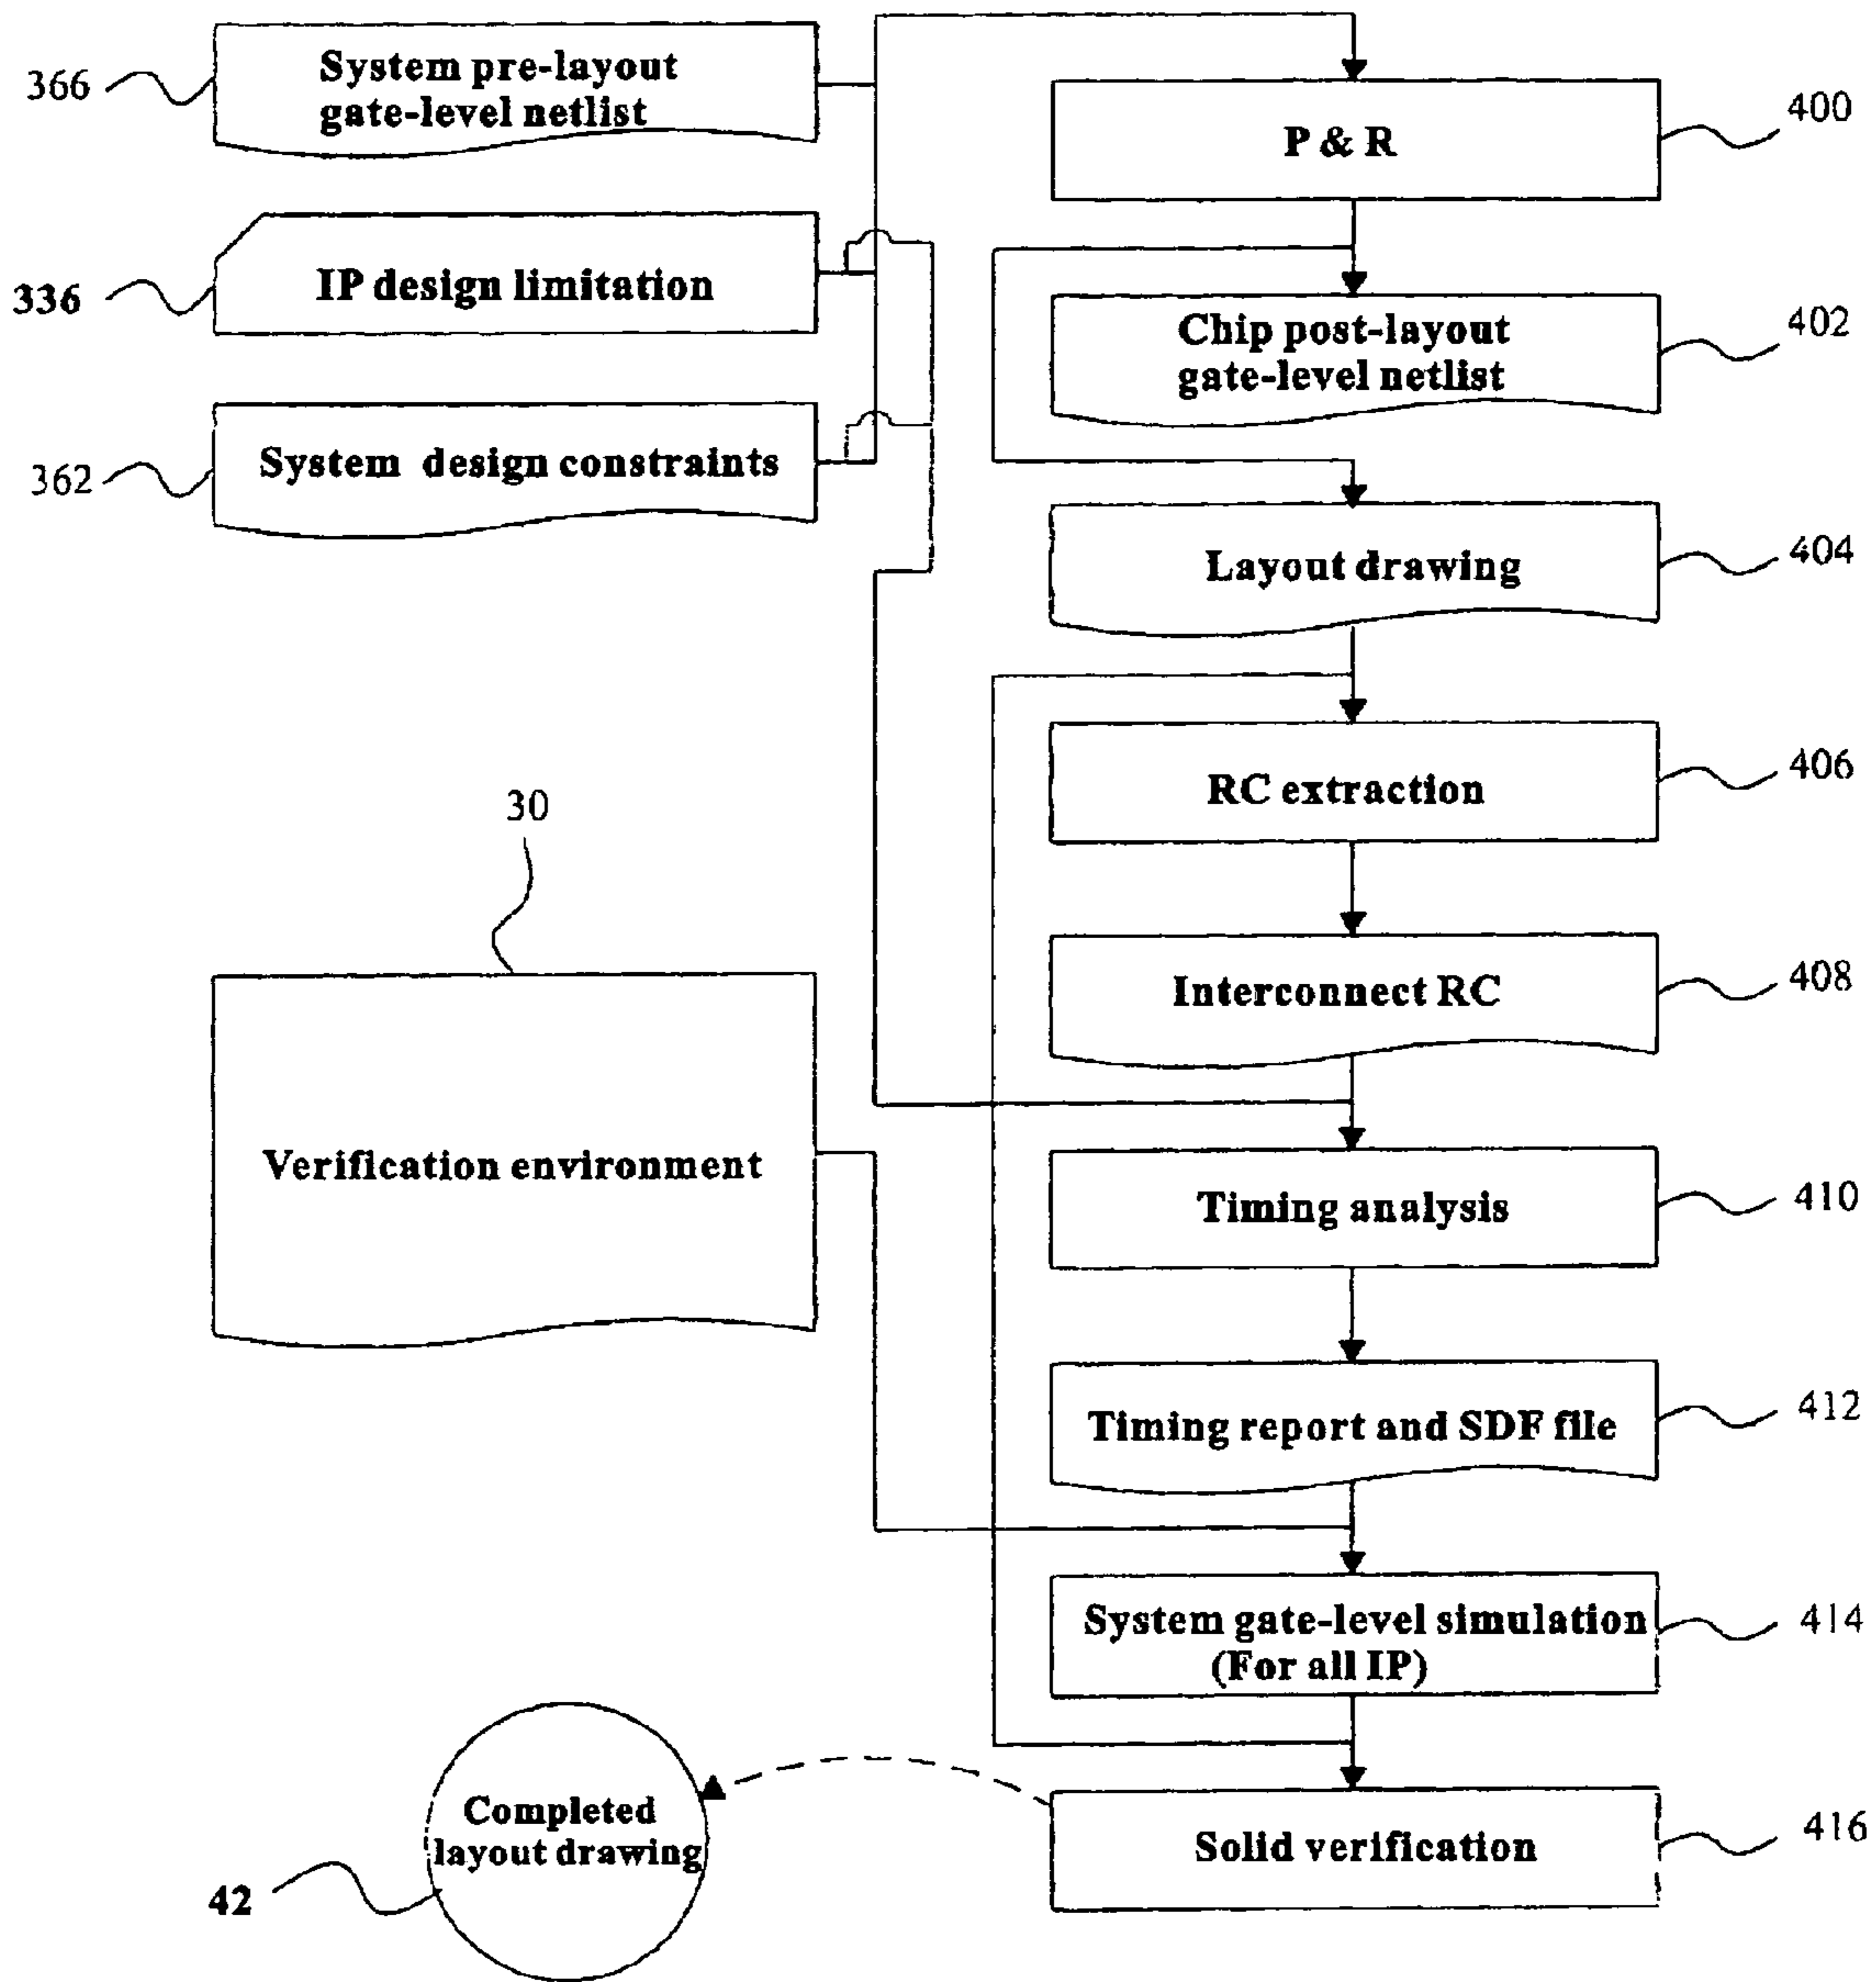 366
System pre-layout
gate-level netlist
336
IP design limitation
362
System design constraints
30
Verification environment
42
Completed
layout drawing
P & R
400
Chip post-layout
gate-level netlist
402
Layout drawing
404
RC extraction
406
Interconnect RC
408
Timing analysis
410
Timing report and SDF file
412
System gate-level simulation
(For all IP)
414
Solid verification
416